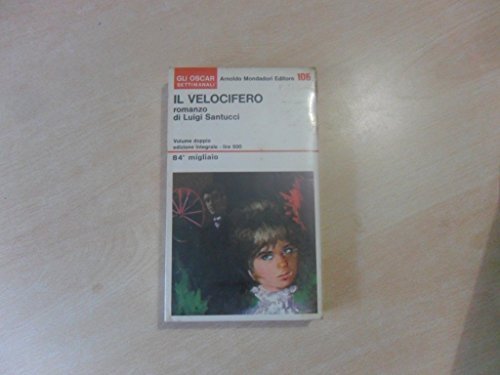 GLI OSCAR
SETTIMANALI
Arnoldo Mondadori Editore 106
IL VELOCIFERO
romanzo
di Luigi Santucci
Volume doppio
edizione integrale - lire 500
84° migliaio